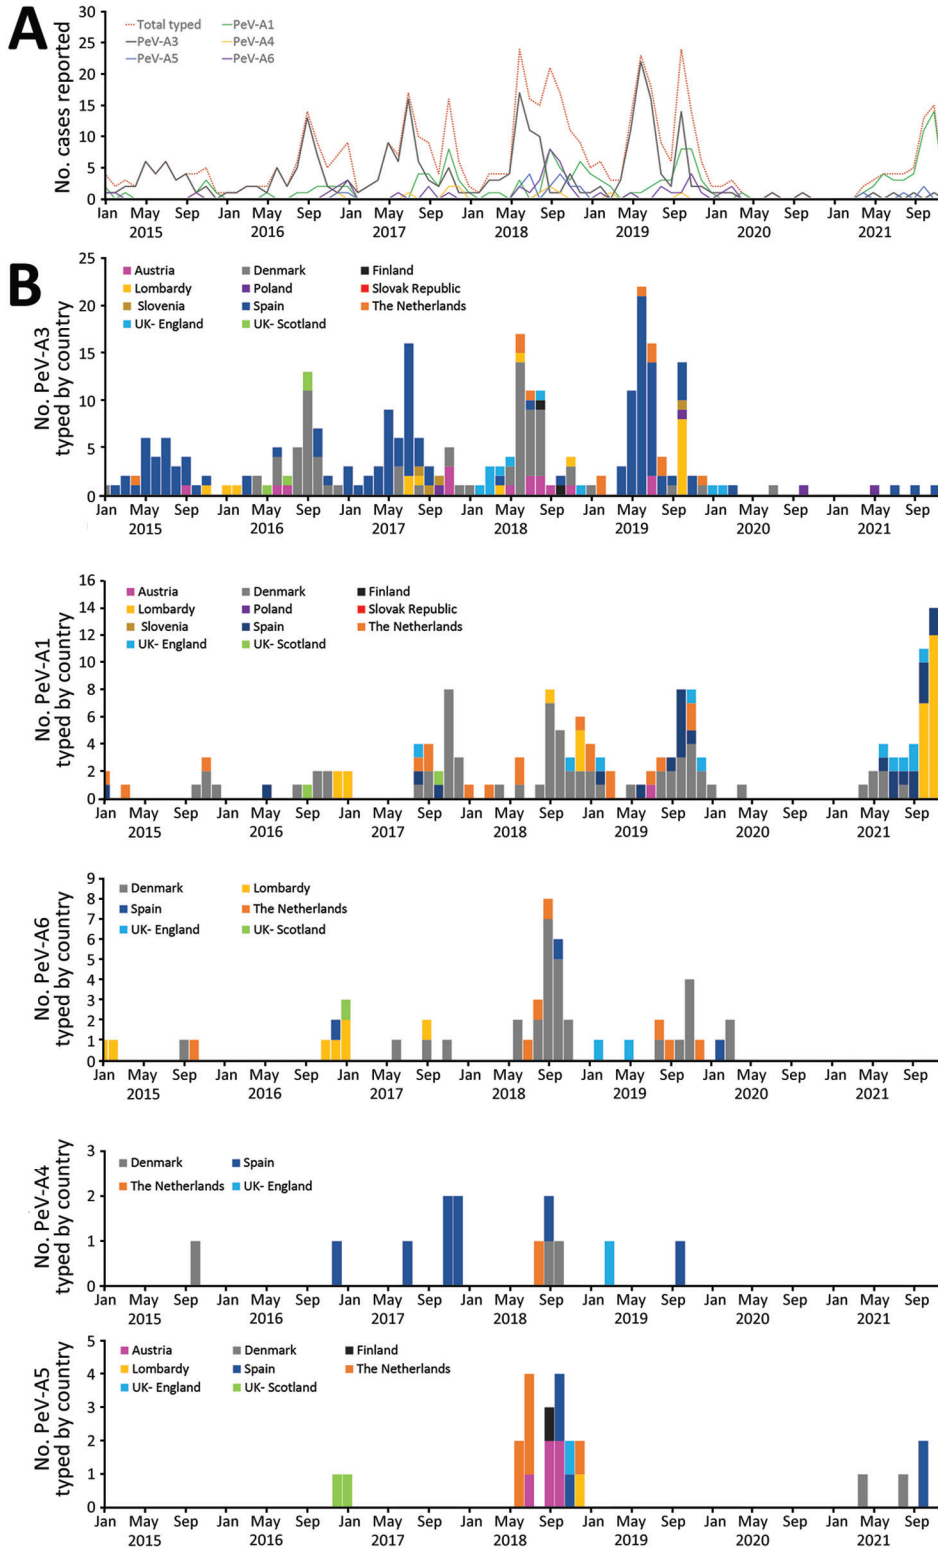 A
No. cases reported
30
25
20
15
10
5
0
Total typed PeV-A1
PeV-A3 PeV-A4
PeV-A5 PeV-A6
Jan May Sep Jan May Sep Jan May Sep Jan May Sep Jan May Sep Jan May Sep Jan May Sep
2015 2016 2017 2018 2019 2020 2021
B
No. PeV-A3
typed by country
25
20
15
10
5
0
Austria Denmark Finland
Lombardy Poland Slovak Republic
Slovenia Spain The Netherlands
UK- England UK- Scotland
Jan May Sep Jan May Sep Jan May Sep Jan May Sep Jan May Sep Jan May Sep Jan May Sep
2015 2016 2017 2018 2019 2020 2021
No. PeV-A1
typed by country
16
14
12
10
8
6
4
2
0
Austria Denmark Finland
Lombardy Poland Slovak Republic
Slovenia Spain The Netherlands
UK- England UK- Scotland
Jan May Sep Jan May Sep Jan May Sep Jan May Sep Jan May Sep Jan May Sep Jan May Sep
2015 2016 2017 2018 2019 2020 2021
No. PeV-A6
typed by country
9
8
7
6
5
4
3
2
1
0
Denmark Lombardy
Spain The Netherlands
UK- England UK- Scotland
Jan May Sep Jan May Sep Jan May Sep Jan May Sep Jan May Sep Jan May Sep Jan May Sep
2015 2016 2017 2018 2019 2020 2021
No. PeV-A4
typed by country
3
2
1
0
Denmark Spain
The Netherlands UK- England
Jan May Sep Jan May Sep Jan May Sep Jan May Sep Jan May Sep Jan May Sep Jan May Sep
2015 2016 2017 2018 2019 2020 2021
No. PeV-A5
typed by country
5
4
3
2
1
0
Austria Denmark Finland
Lombardy Spain The Netherlands
UK- England UK- Scotland
Jan May Sep Jan May Sep Jan May Sep Jan May Sep Jan May Sep Jan May Sep Jan May Sep
2015 2016 2017 2018 2019 2020 2021